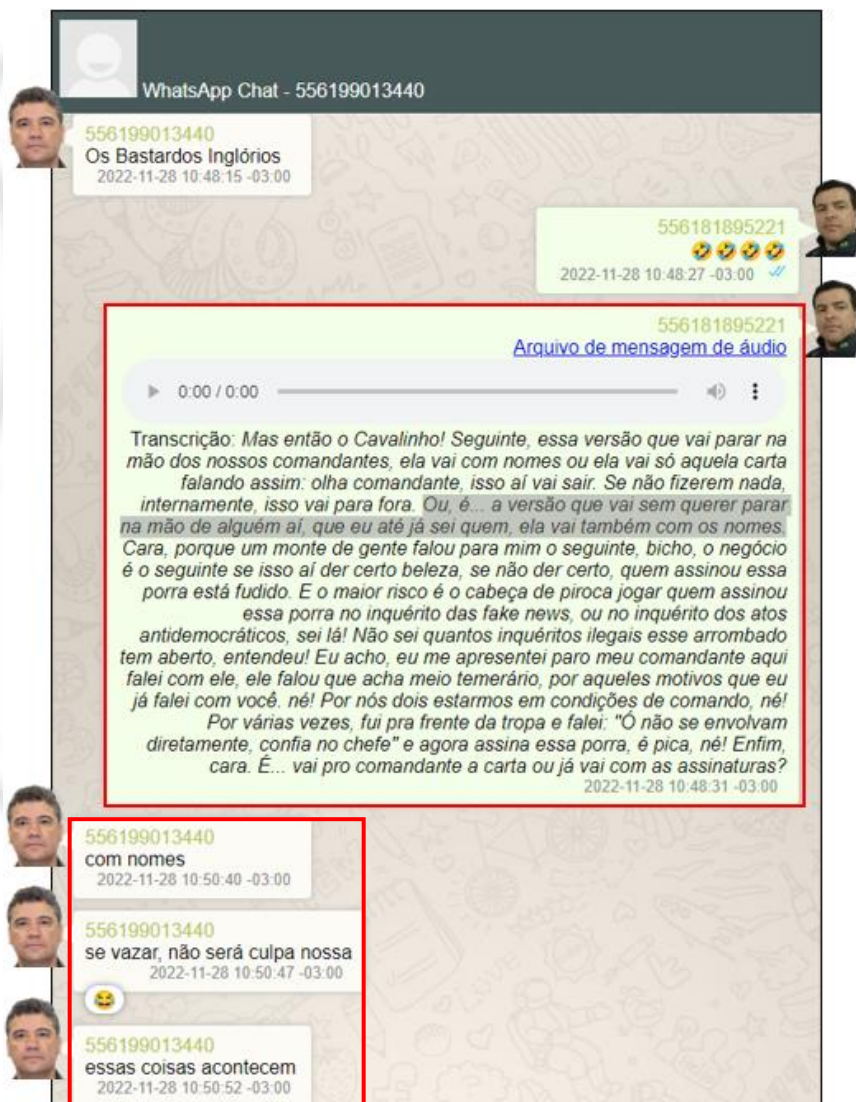 WhatsApp Chat - 556199013440
556199013440
Os Bastardos Inglórios
2022-11-28 10:48:15 -03:00
556181895221
🤣🤣🤣🤣
2022-11-28 10:48:27 -03:00
556181895221
Arquivo de mensagem de áudio
0:00 / 0:00
Transcrição: Mas então o Cavalinho! Seguinte, essa versão que vai parar na
mão dos nossos comandantes, ela vai com nomes ou ela vai só aquela carta
falando assim: olha comandante, isso aí vai sair. Se não fizerem nada,
internamente, isso vai para fora. Ou, é... a versão que vai sem querer parar
na mão de alguém aí, que eu até já sei quem, ela vai também com os nomes.
Cara, porque um monte de gente falou para mim o seguinte, bicho, o negócio
é o seguinte se isso aí der certo beleza, se não der certo, quem assinou essa
porra está fudido. E o maior risco é o cabeça de piroca jogar quem assinou
essa porra no inquérito das fake news, ou no inquérito dos atos
antidemocráticos, sei lá! Não sei quantos inquéritos ilegais esse arrombado
tem aberto, entendeu! Eu acho, eu me apresentei paro meu comandante aqui
falei com ele, ele falou que acha meio temerário, por aqueles motivos que eu
já falei com você. né! Por nós dois estarmos em condições de comando, né!
Por várias vezes, fui pra frente da tropa e falei: "Ó não se envolvam
diretamente, confia no chefe" e agora assina essa porra, é pica, né! Enfim,
cara. É... vai pro comandante a carta ou já vai com as assinaturas?
2022-11-28 10:48:31 -03:00
556199013440
com nomes
2022-11-28 10:50:40 -03:00
556199013440
se vazar, não será culpa nossa
2022-11-28 10:50:47 -03:00
😂
556199013440
essas coisas acontecem
2022-11-28 10:50:52 -03:00